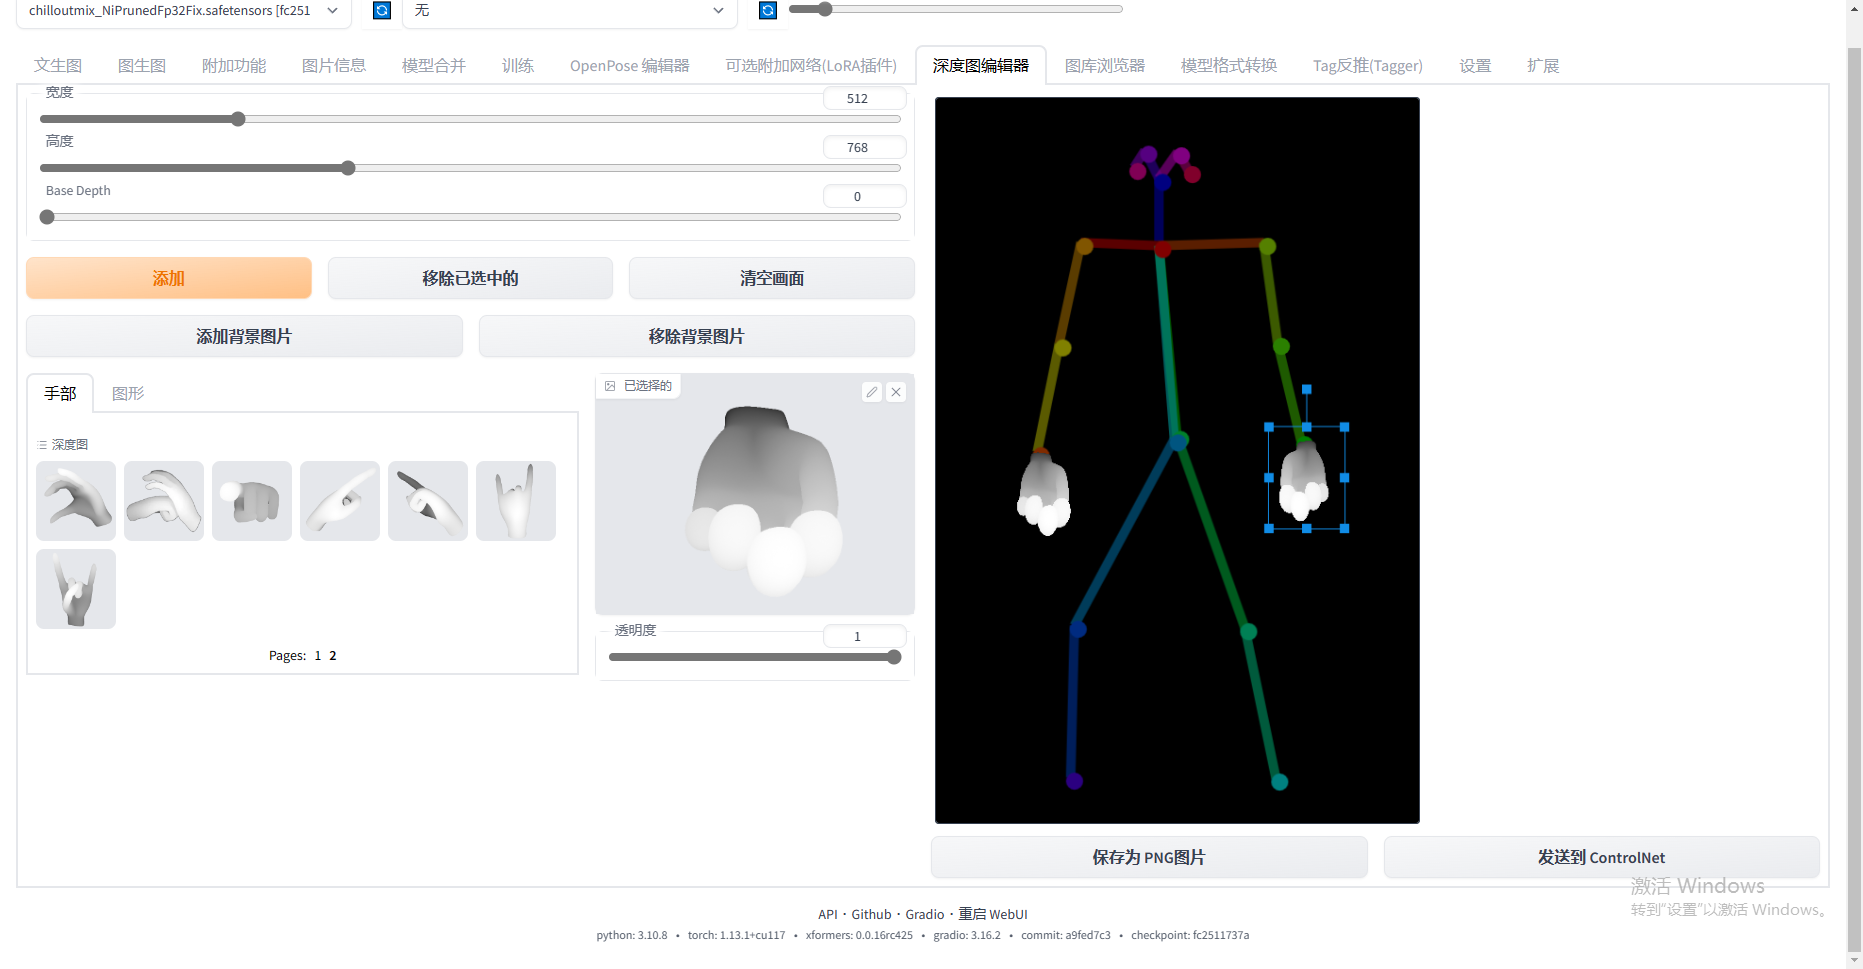 chilloutmix_NiPrunedFp32Fix.safetensors [fc251
无
文生图 图生图 附加功能 图片信息 模型合并 训练 OpenPose 编辑器 可选附加网络(LoRA插件) 深度图编辑器 图库浏览器 模型格式转换 Tag反推(Tagger) 设置 扩展
宽度 512
高度 768
Base Depth 0
添加 移除已选中的 清空画面
添加背景图片 移除背景图片
手部 图形
已选择的
深度图
透明度 1
Pages: 1 2
保存为 PNG图片 发送到 ControlNet
激活 Windows
转到“设置”以激活 Windows。
API · Github · Gradio · 重启 WebUI
python: 3.10.8 • torch: 1.13.1+cu117 • xformers: 0.0.16rc425 • gradio: 3.16.2 • commit: a9fed7c3 • checkpoint: fc2511737a